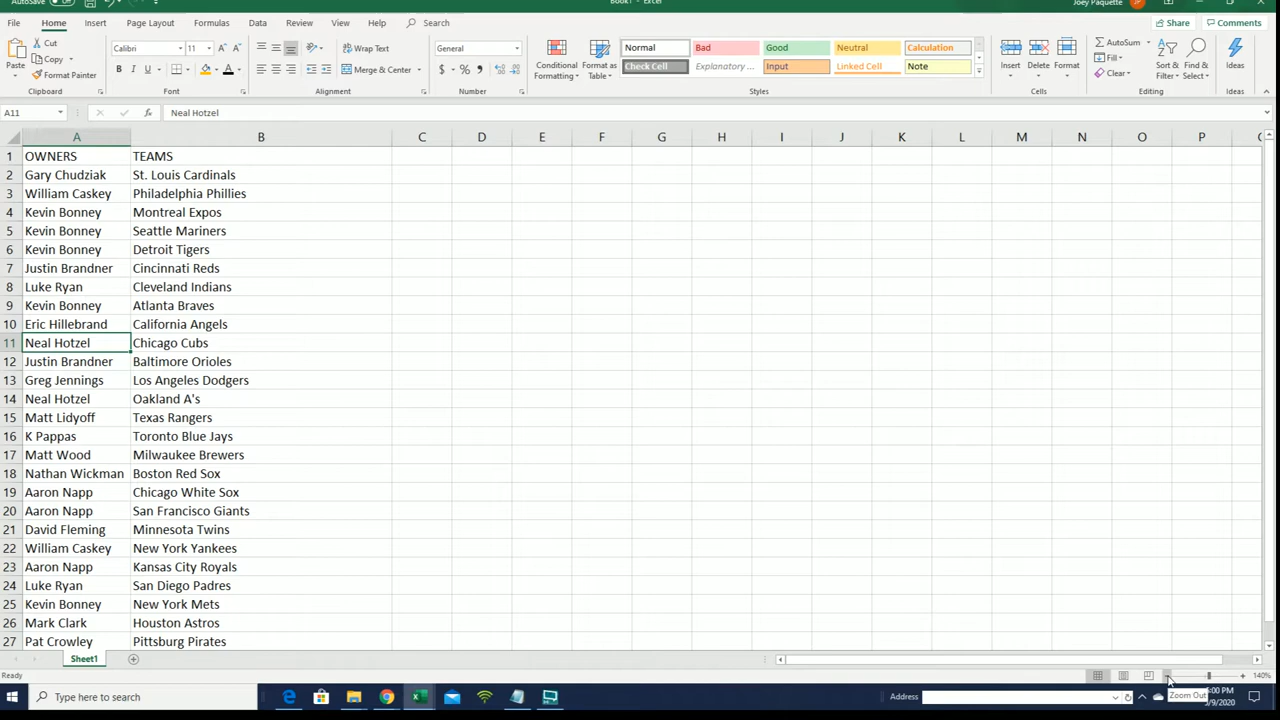 AutoSave Off Book1 - Excel Joey Paquette JP
File Home Insert Page Layout Formulas Data Review View Help Search Share Comments
Paste Cut Copy Format Painter
Calibri 11
B I U A
Wrap Text
Merge & Center
General
$ % 9
Conditional Formatting Format as Table
Normal Bad Good Neutral Calculation
Check Cell Explanatory ... Input Linked Cell Note
Insert Delete Format
AutoSum
Fill
Clear
Sort & Filter Find & Select
Ideas
Clipboard Font Alignment Number Styles Cells Editing Ideas
A11 fx Neal Hotzel
A B C D E F G H I J K L M N O P
1 OWNERS TEAMS
2 Gary Chudziak St. Louis Cardinals
3 William Caskey Philadelphia Phillies
4 Kevin Bonney Montreal Expos
5 Kevin Bonney Seattle Mariners
6 Kevin Bonney Detroit Tigers
7 Justin Brandner Cincinnati Reds
8 Luke Ryan Cleveland Indians
9 Kevin Bonney Atlanta Braves
10 Eric Hillebrand California Angels
11 Neal Hotzel Chicago Cubs
12 Justin Brandner Baltimore Orioles
13 Greg Jennings Los Angeles Dodgers
14 Neal Hotzel Oakland A's
15 Matt Lidyoff Texas Rangers
16 K Pappas Toronto Blue Jays
17 Matt Wood Milwaukee Brewers
18 Nathan Wickman Boston Red Sox
19 Aaron Napp Chicago White Sox
20 Aaron Napp San Francisco Giants
21 David Fleming Minnesota Twins
22 William Caskey New York Yankees
23 Aaron Napp Kansas City Royals
24 Luke Ryan San Diego Padres
25 Kevin Bonney New York Mets
26 Mark Clark Houston Astros
27 Pat Crowley Pittsburg Pirates
Sheet1
Ready 140%
Type here to search Address Zoom Out :00 PM
/9/2020